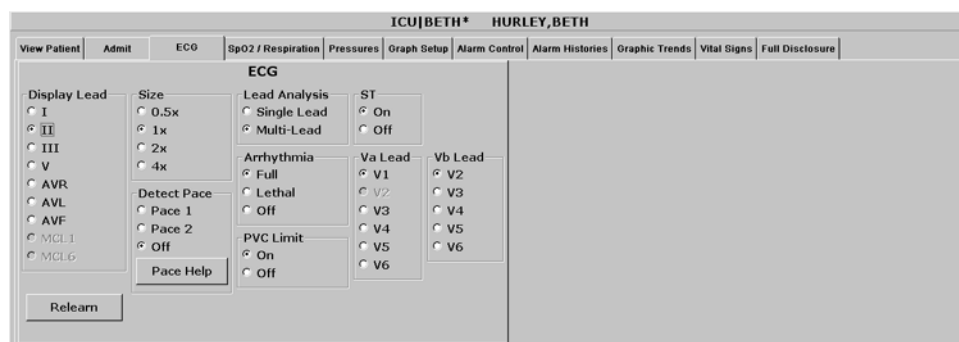 ICU|BETH* HURLEY,BETH
View Patient Admit ECG SpO2 / Respiration Pressures Graph Setup Alarm Control Alarm Histories Graphic Trends Vital Signs Full Disclosure
ECG
Display Lead
I
II
III
V
AVR
AVL
AVF
MCL1
MCL6
Size
0.5x
1x
2x
4x
Detect Pace
Pace 1
Pace 2
Off
Pace Help
Lead Analysis
Single Lead
Multi-Lead
Arrhythmia
Full
Lethal
Off
PVC Limit
On
Off
ST
On
Off
Va Lead
V1
V2
V3
V4
V5
V6
Vb Lead
V2
V3
V4
V5
V6
Relearn